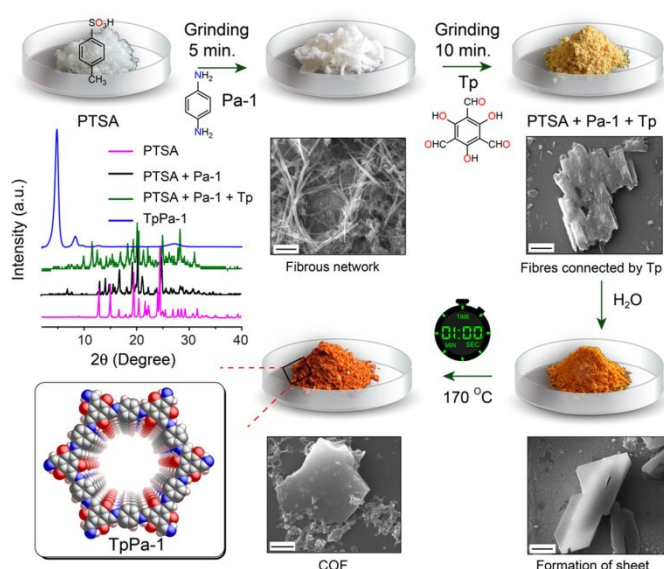 SO₃H
CH₃
PTSA
Grinding
5 min.
NH₂
NH₂
Pa-1
Grinding
10 min.
Tp
CHO
HO
OH
OHC
CHO
OH
PTSA + Pa-1 + Tp
Intensity (a.u.)
PTSA
PTSA + Pa-1
PTSA + Pa-1 + Tp
TpPa-1
10 20 30 40
2θ (Degree)
Fibrous network
Fibres connected by Tp
H₂O
TIME
01:00
MIN SEC
170 °C
TpPa-1
COF
Formation of sheet